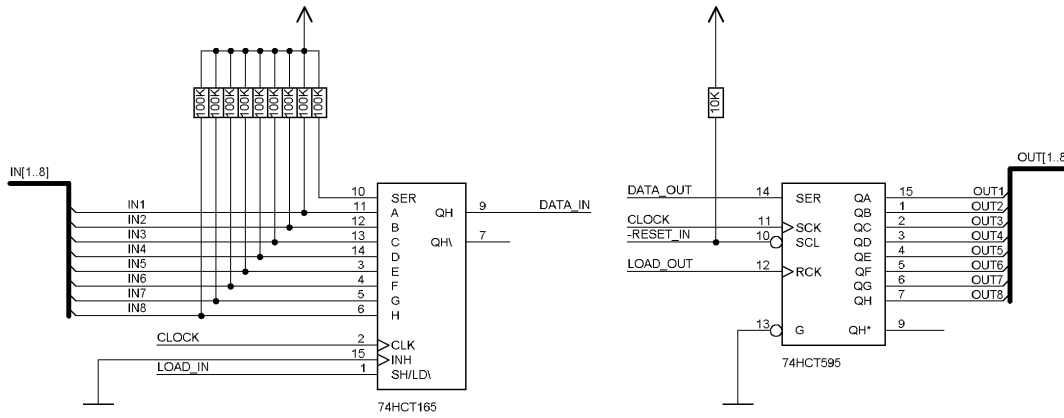 100K 100K 100K 100K 100K 100K 100K 100K 100K
10K
IN[1..8]
OUT[1..8
IN1
IN2
IN3
IN4
IN5
IN6
IN7
IN8
CLOCK
LOAD_IN
10 SER
11 A
12 B
13 C
14 D
3 E
4 F
5 G
6 H
2 CLK
15 INH
1 SH/LD\
QH 9 DATA_IN
QH\ 7
74HCT165
DATA_OUT 14 SER
CLOCK 11 SCK
-RESET_IN 10 SCL
LOAD_OUT 12 RCK
13 G
QA 15 OUT1
QB 1 OUT2
QC 2 OUT3
QD 3 OUT4
QE 4 OUT5
QF 5 OUT6
QG 6 OUT7
QH 7 OUT8
QH* 9
74HCT595